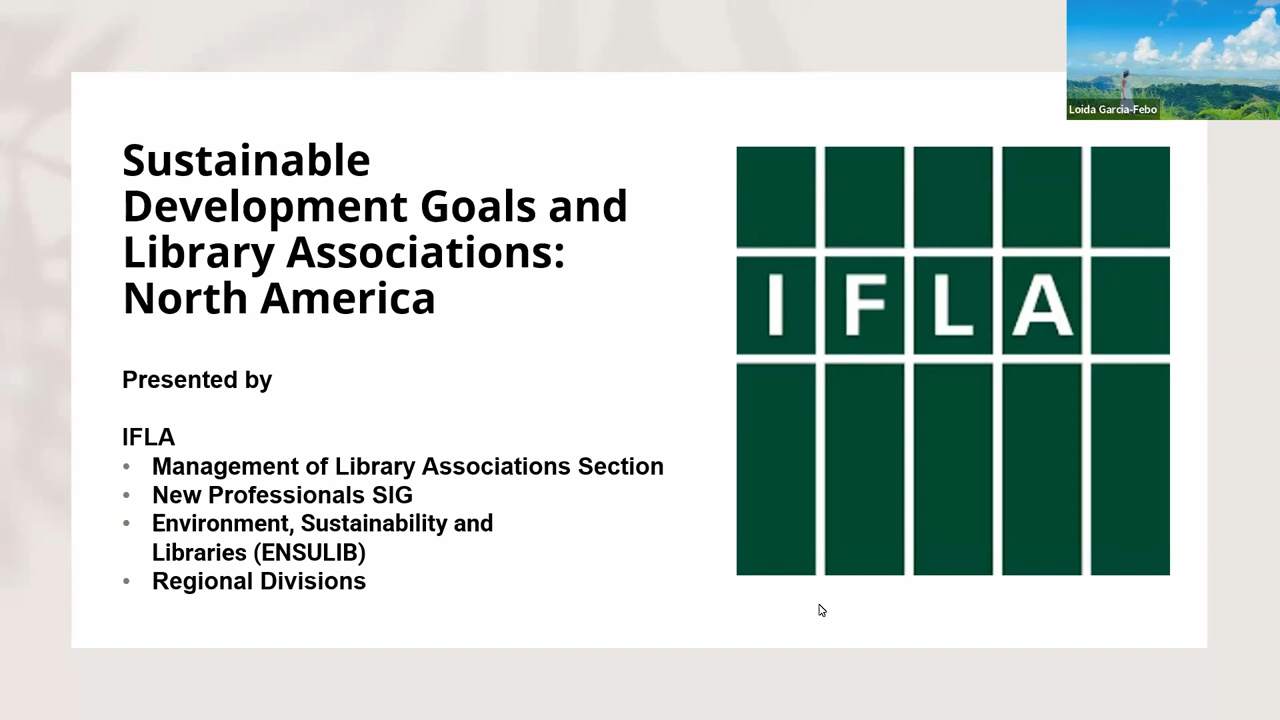 Loida Garcia-Febo
Sustainable
Development Goals and
Library Associations:
North America
Presented by
IFLA
• Management of Library Associations Section
• New Professionals SIG
• Environment, Sustainability and
Libraries (ENSULIB)
• Regional Divisions
IFLA